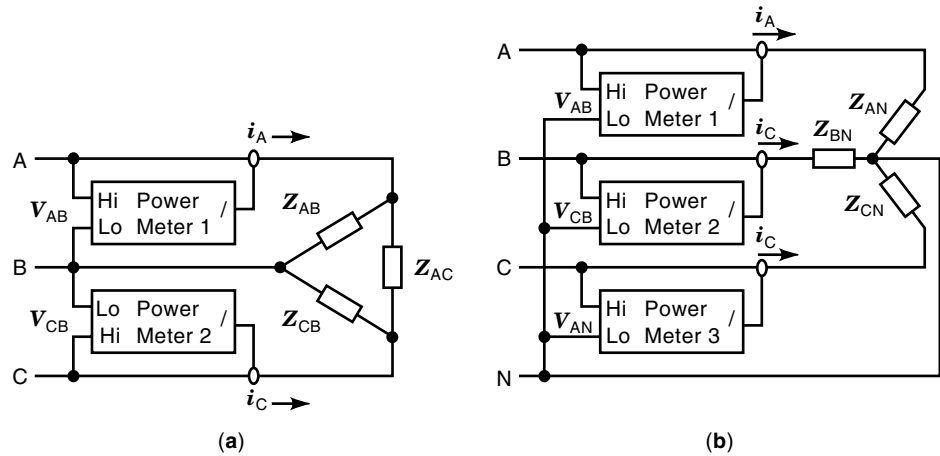 i_A
A
V_AB
Hi Power /
Lo Meter 1
Z_AB
B
Z_AC
V_CB
Lo Power /
Hi Meter 2
Z_CB
C
i_C
(a)
i_A
A
V_AB
Hi Power /
Lo Meter 1
Z_AN
i_C
Z_BN
B
V_CB
Hi Power /
Lo Meter 2
Z_CN
i_C
C
V_AN
Hi Power /
Lo Meter 3
N
(b)